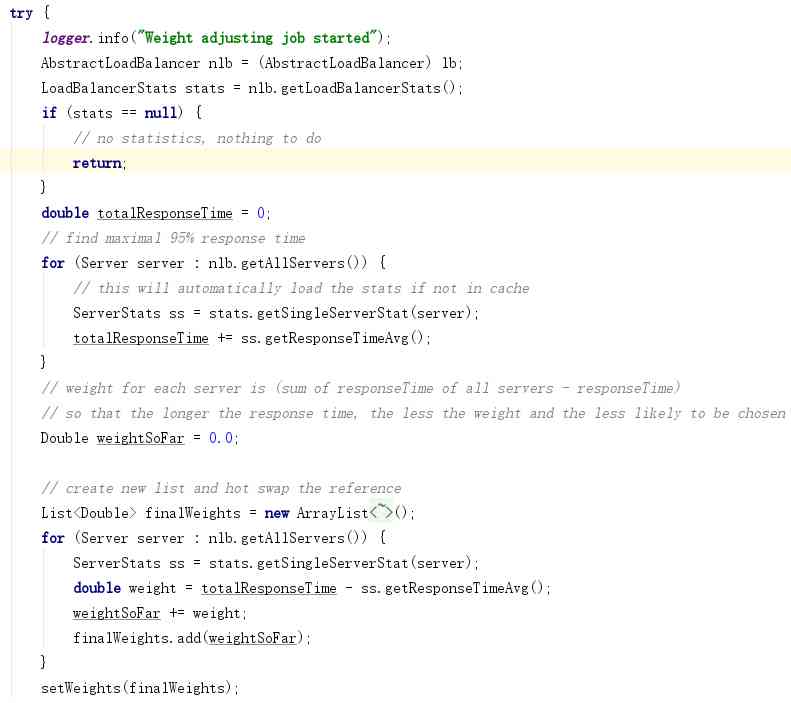 try {
    logger.info("Weight adjusting job started");
    AbstractLoadBalancer nlb = (AbstractLoadBalancer) lb;
    LoadBalancerStats stats = nlb.getLoadBalancerStats();
    if (stats == null) {
        // no statistics, nothing to do
        return;
    }
    double totalResponseTime = 0;
    // find maximal 95% response time
    for (Server server : nlb.getAllServers()) {
        // this will automatically load the stats if not in cache
        ServerStats ss = stats.getSingleServerStat(server);
        totalResponseTime += ss.getResponseTimeAvg();
    }
    // weight for each server is (sum of responseTime of all servers - responseTime)
    // so that the longer the response time, the less the weight and the less likely to be chosen
    Double weightSoFar = 0.0;

    // create new list and hot swap the reference
    List<Double> finalWeights = new ArrayList<~>();
    for (Server server : nlb.getAllServers()) {
        ServerStats ss = stats.getSingleServerStat(server);
        double weight = totalResponseTime - ss.getResponseTimeAvg();
        weightSoFar += weight;
        finalWeights.add(weightSoFar);
    }
    setWeights(finalWeights);